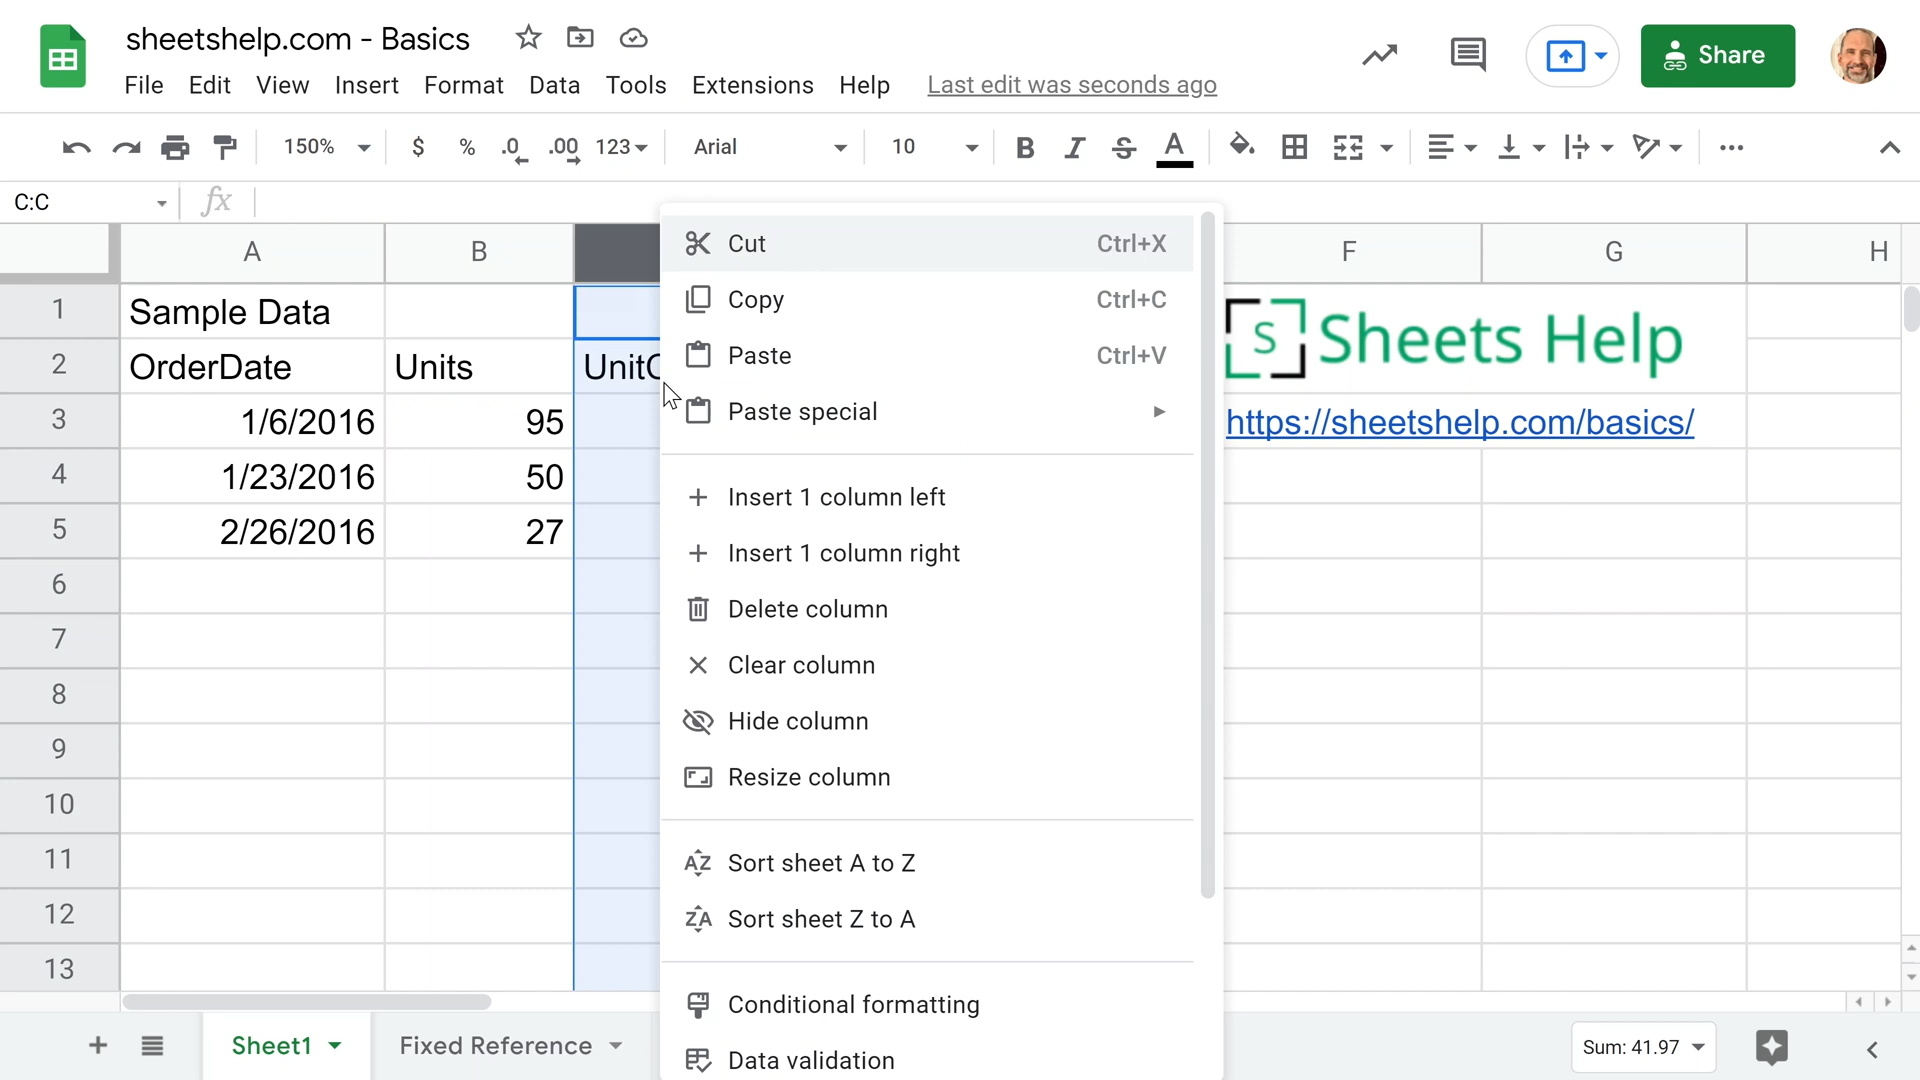 sheetshelp.com - Basics
File Edit View Insert Format Data Tools Extensions Help Last edit was seconds ago
Share
150% $ % .0 .00 123 Arial 10 B I S A
C:C fx
A B F G H
Cut Ctrl+X
Copy Ctrl+C
Paste Ctrl+V
Paste special
Insert 1 column left
Insert 1 column right
Delete column
Clear column
Hide column
Resize column
Sort sheet A to Z
Sort sheet Z to A
Conditional formatting
Data validation
1 Sample Data
2 OrderDate Units
3 1/6/2016 95
4 1/23/2016 50
5 2/26/2016 27
6
7
8
9
10
11
12
13
S Sheets Help
https://sheetshelp.com/basics/
Sheet1 Fixed Reference Sum: 41.97